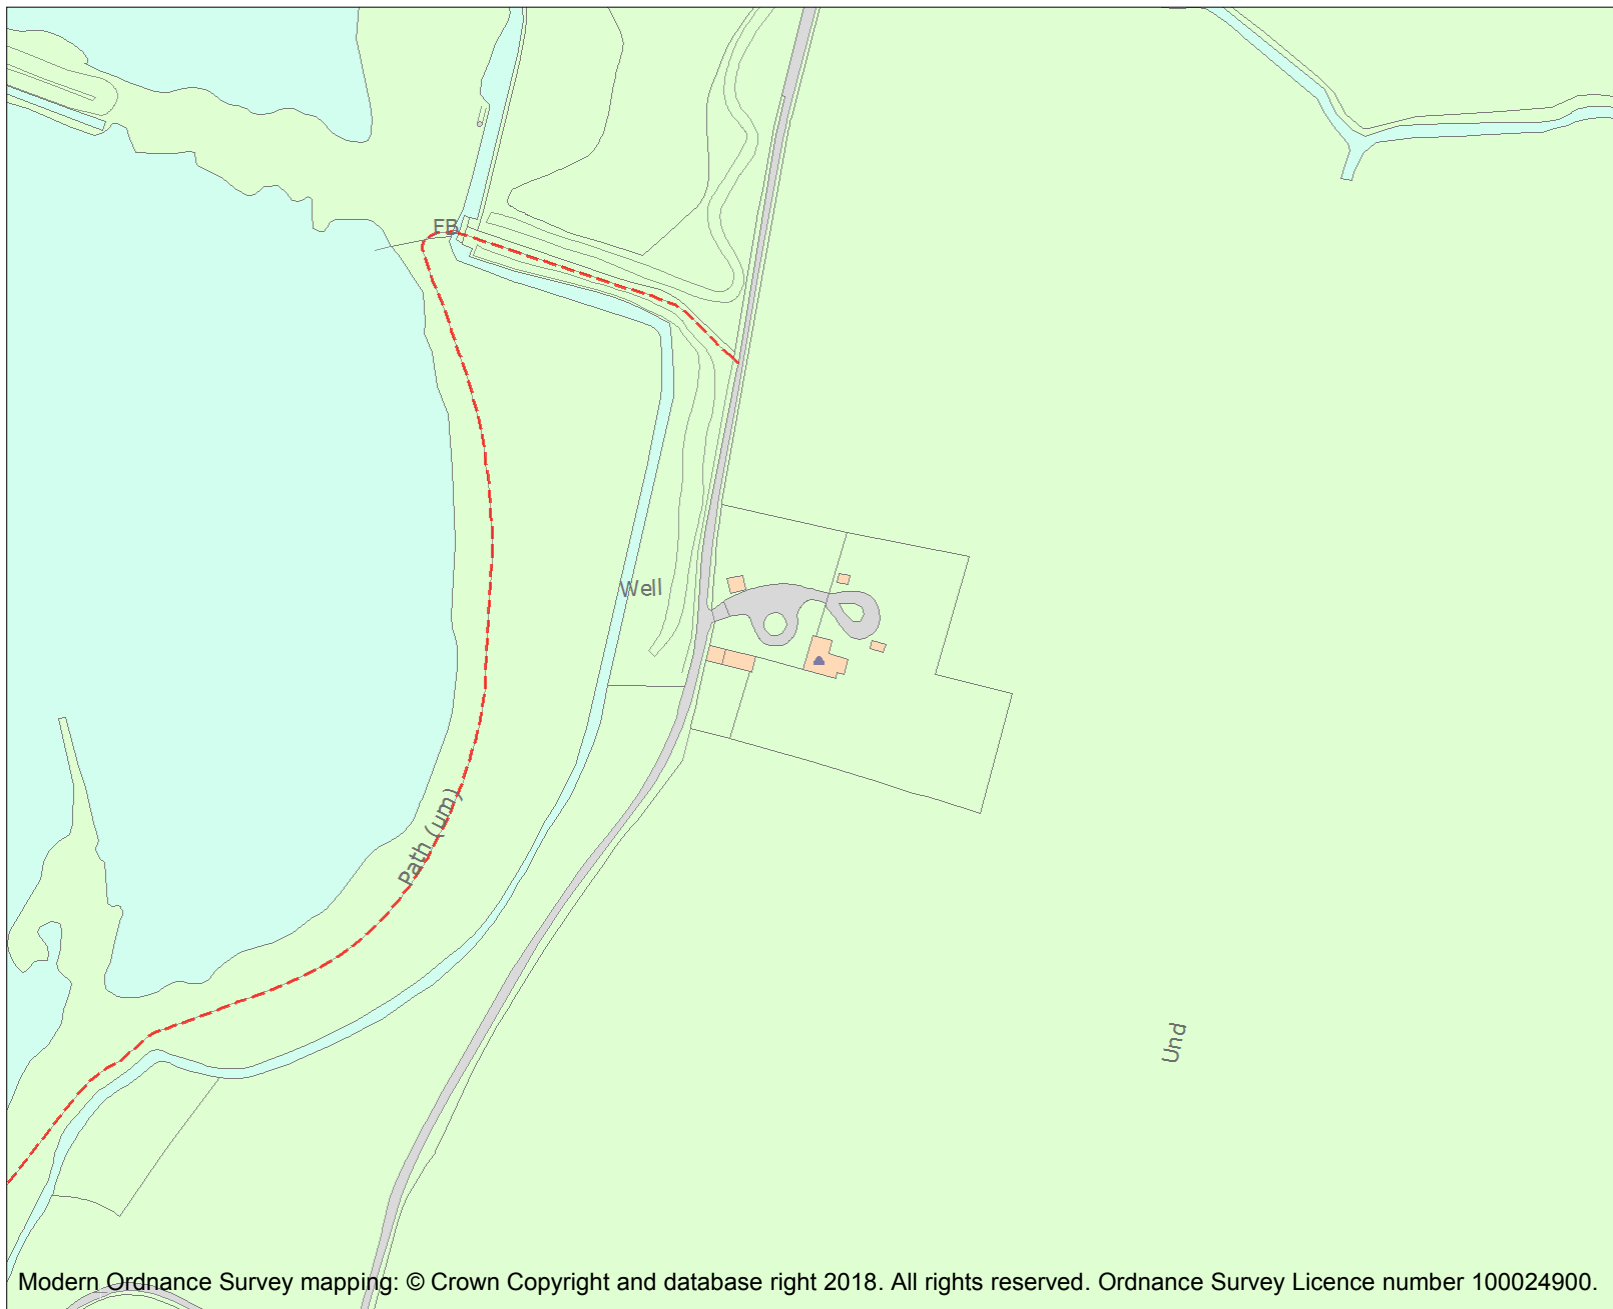 FB
Well
Path (um)
Und
Modern Ordnance Survey mapping: © Crown Copyright and database right 2018. All rights reserved. Ordnance Survey Licence number 100024900.